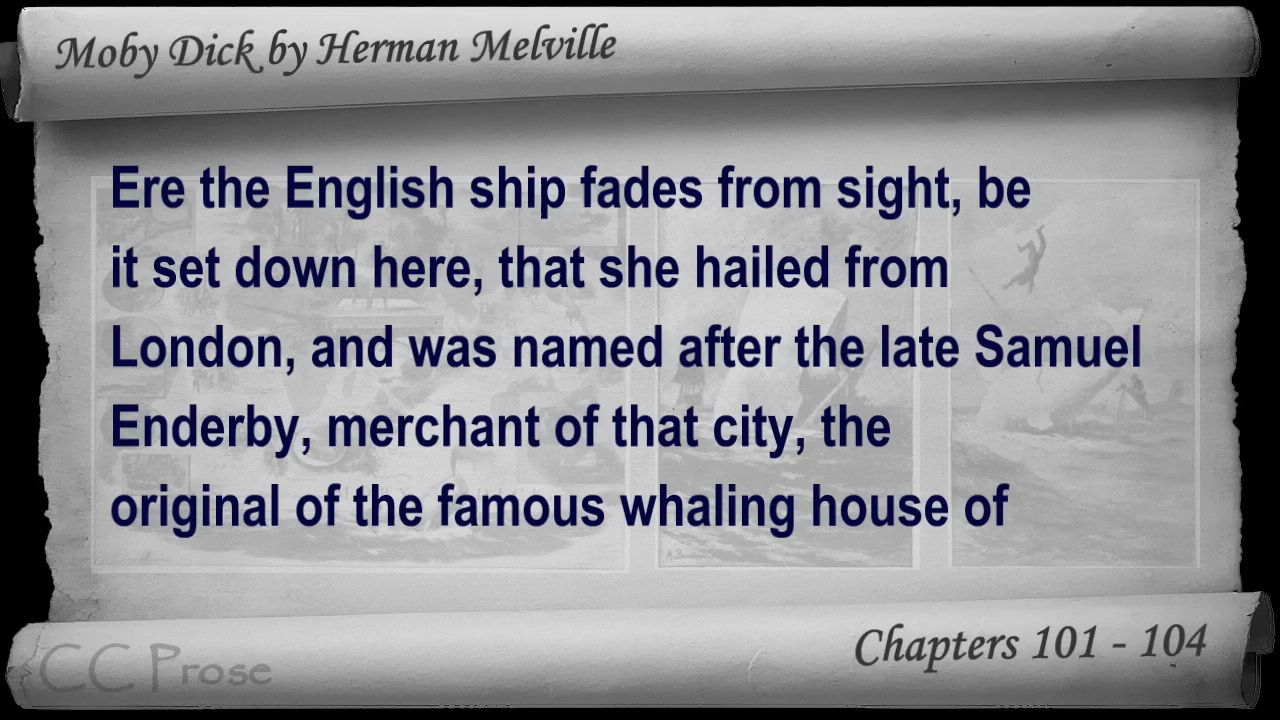 Moby Dick by Herman Melville
Ere the English ship fades from sight, be
it set down here, that she hailed from
London, and was named after the late Samuel
Enderby, merchant of that city, the
original of the famous whaling house of
Chapters 101 - 104
CC Prose